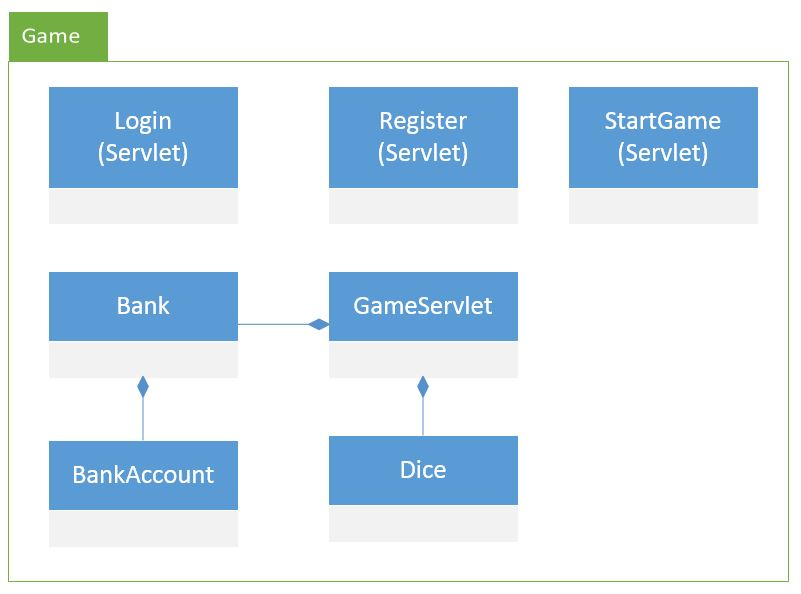 Game
Login
(Servlet)
Register
(Servlet)
StartGame
(Servlet)
Bank
GameServlet
BankAccount
Dice